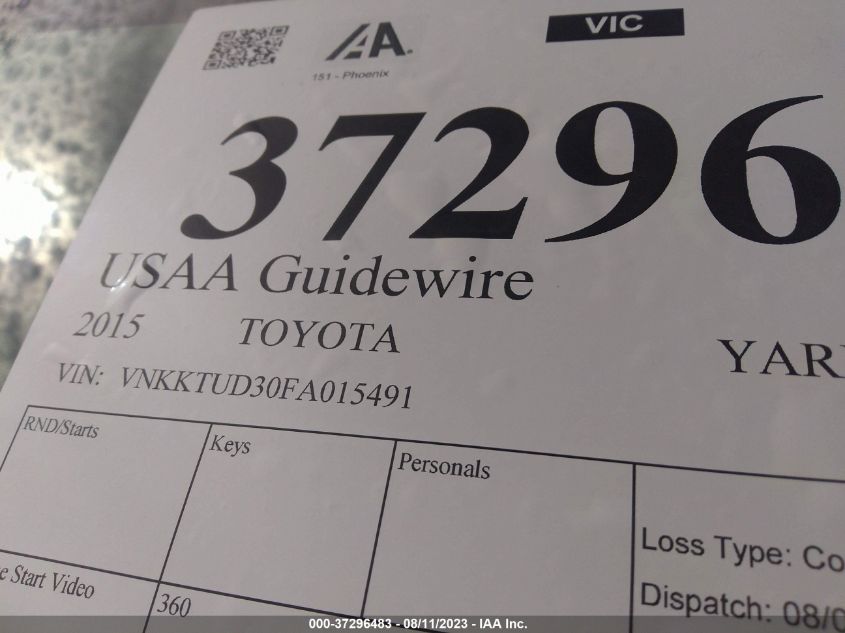 IAA.
151 - Phoenix
VIC
37296
USAA Guidewire
2015 TOYOTA YAR
VIN: VNKKTUD30FA015491
RND/Starts Keys Personals
Loss Type: Co
e Start Video
360
Dispatch: 08/0
000-37296483 - 08/11/2023 - IAA Inc.